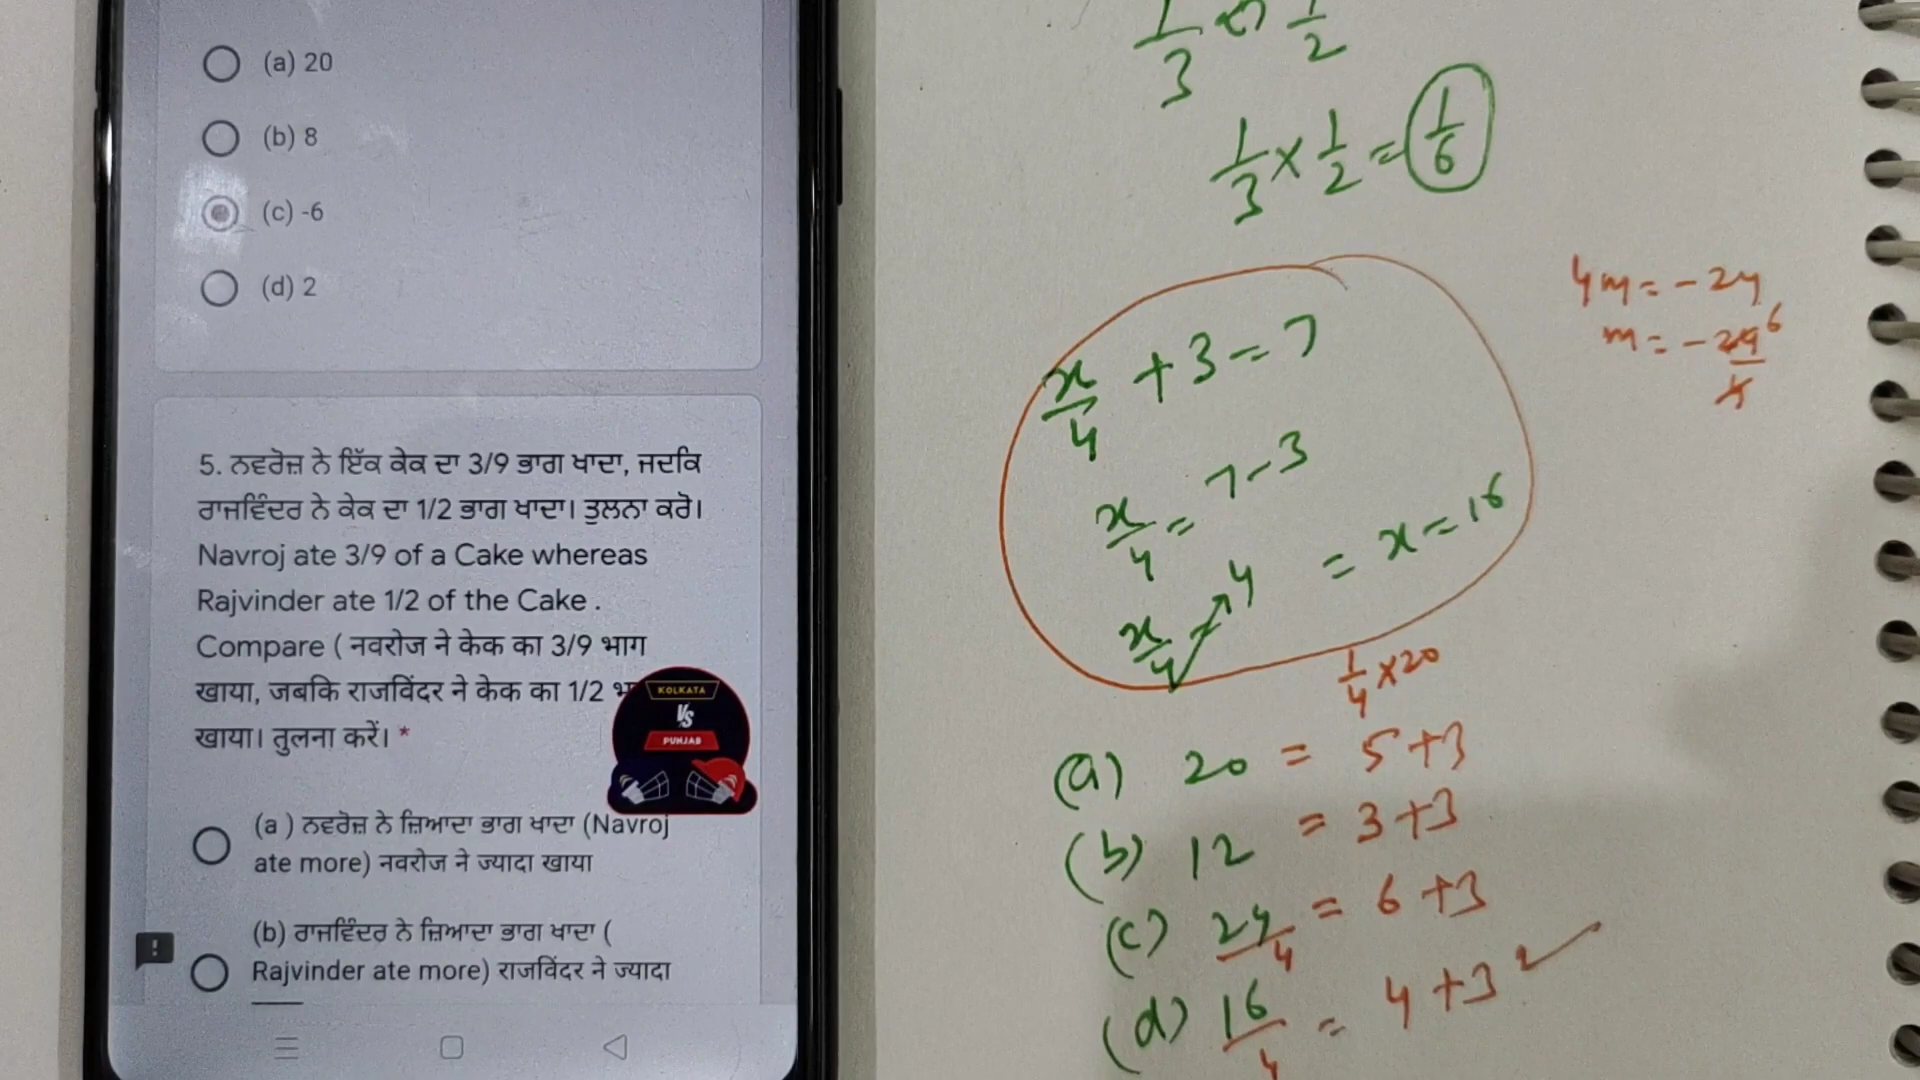 (a) 20
(b) 8
(c) -6
(d) 2
5. ਨਵਰੋਜ਼ ਨੇ ਇੱਕ ਕੇਕ ਦਾ 3/9 ਭਾਗ ਖਾਦਾ, ਜਦਕਿ
ਰਾਜਵਿੰਦਰ ਨੇ ਕੇਕ ਦਾ 1/2 ਭਾਗ ਖਾਦਾ। ਤੁਲਨਾ ਕਰੋ।
Navroj ate 3/9 of a Cake whereas
Rajvinder ate 1/2 of the Cake .
Compare ( नवरोज ने केक का 3/9 भाग
खाया, जबकि राजविंदर ने केक का 1/2
खाया। तुलना करें। *
KOLKATA
VS
PUNJAB
(a ) ਨਵਰੋਜ਼ ਨੇ ਜ਼ਿਆਦਾ ਭਾਗ ਖਾਦਾ (Navroj
ate more) नवरोज ने ज्यादा खाया
(b) ਰਾਜਵਿੰਦਰ ਨੇ ਜ਼ਿਆਦਾ ਭਾਗ ਖਾਦਾ (
Rajvinder ate more) राजविंदर ने ज्यादा
1/3 1/2
1/3 × 1/2 = 1/6
x/4 + 3 = 7
x/4 = 7-3
x/4 = 4 = x = 16
4m = -24
m = -24/4 6
1/4 × 20
(a) 20 = 5+3
(b) 12 = 3+3
(c) 24/4 = 6+3
(d) 16/4 = 4+3